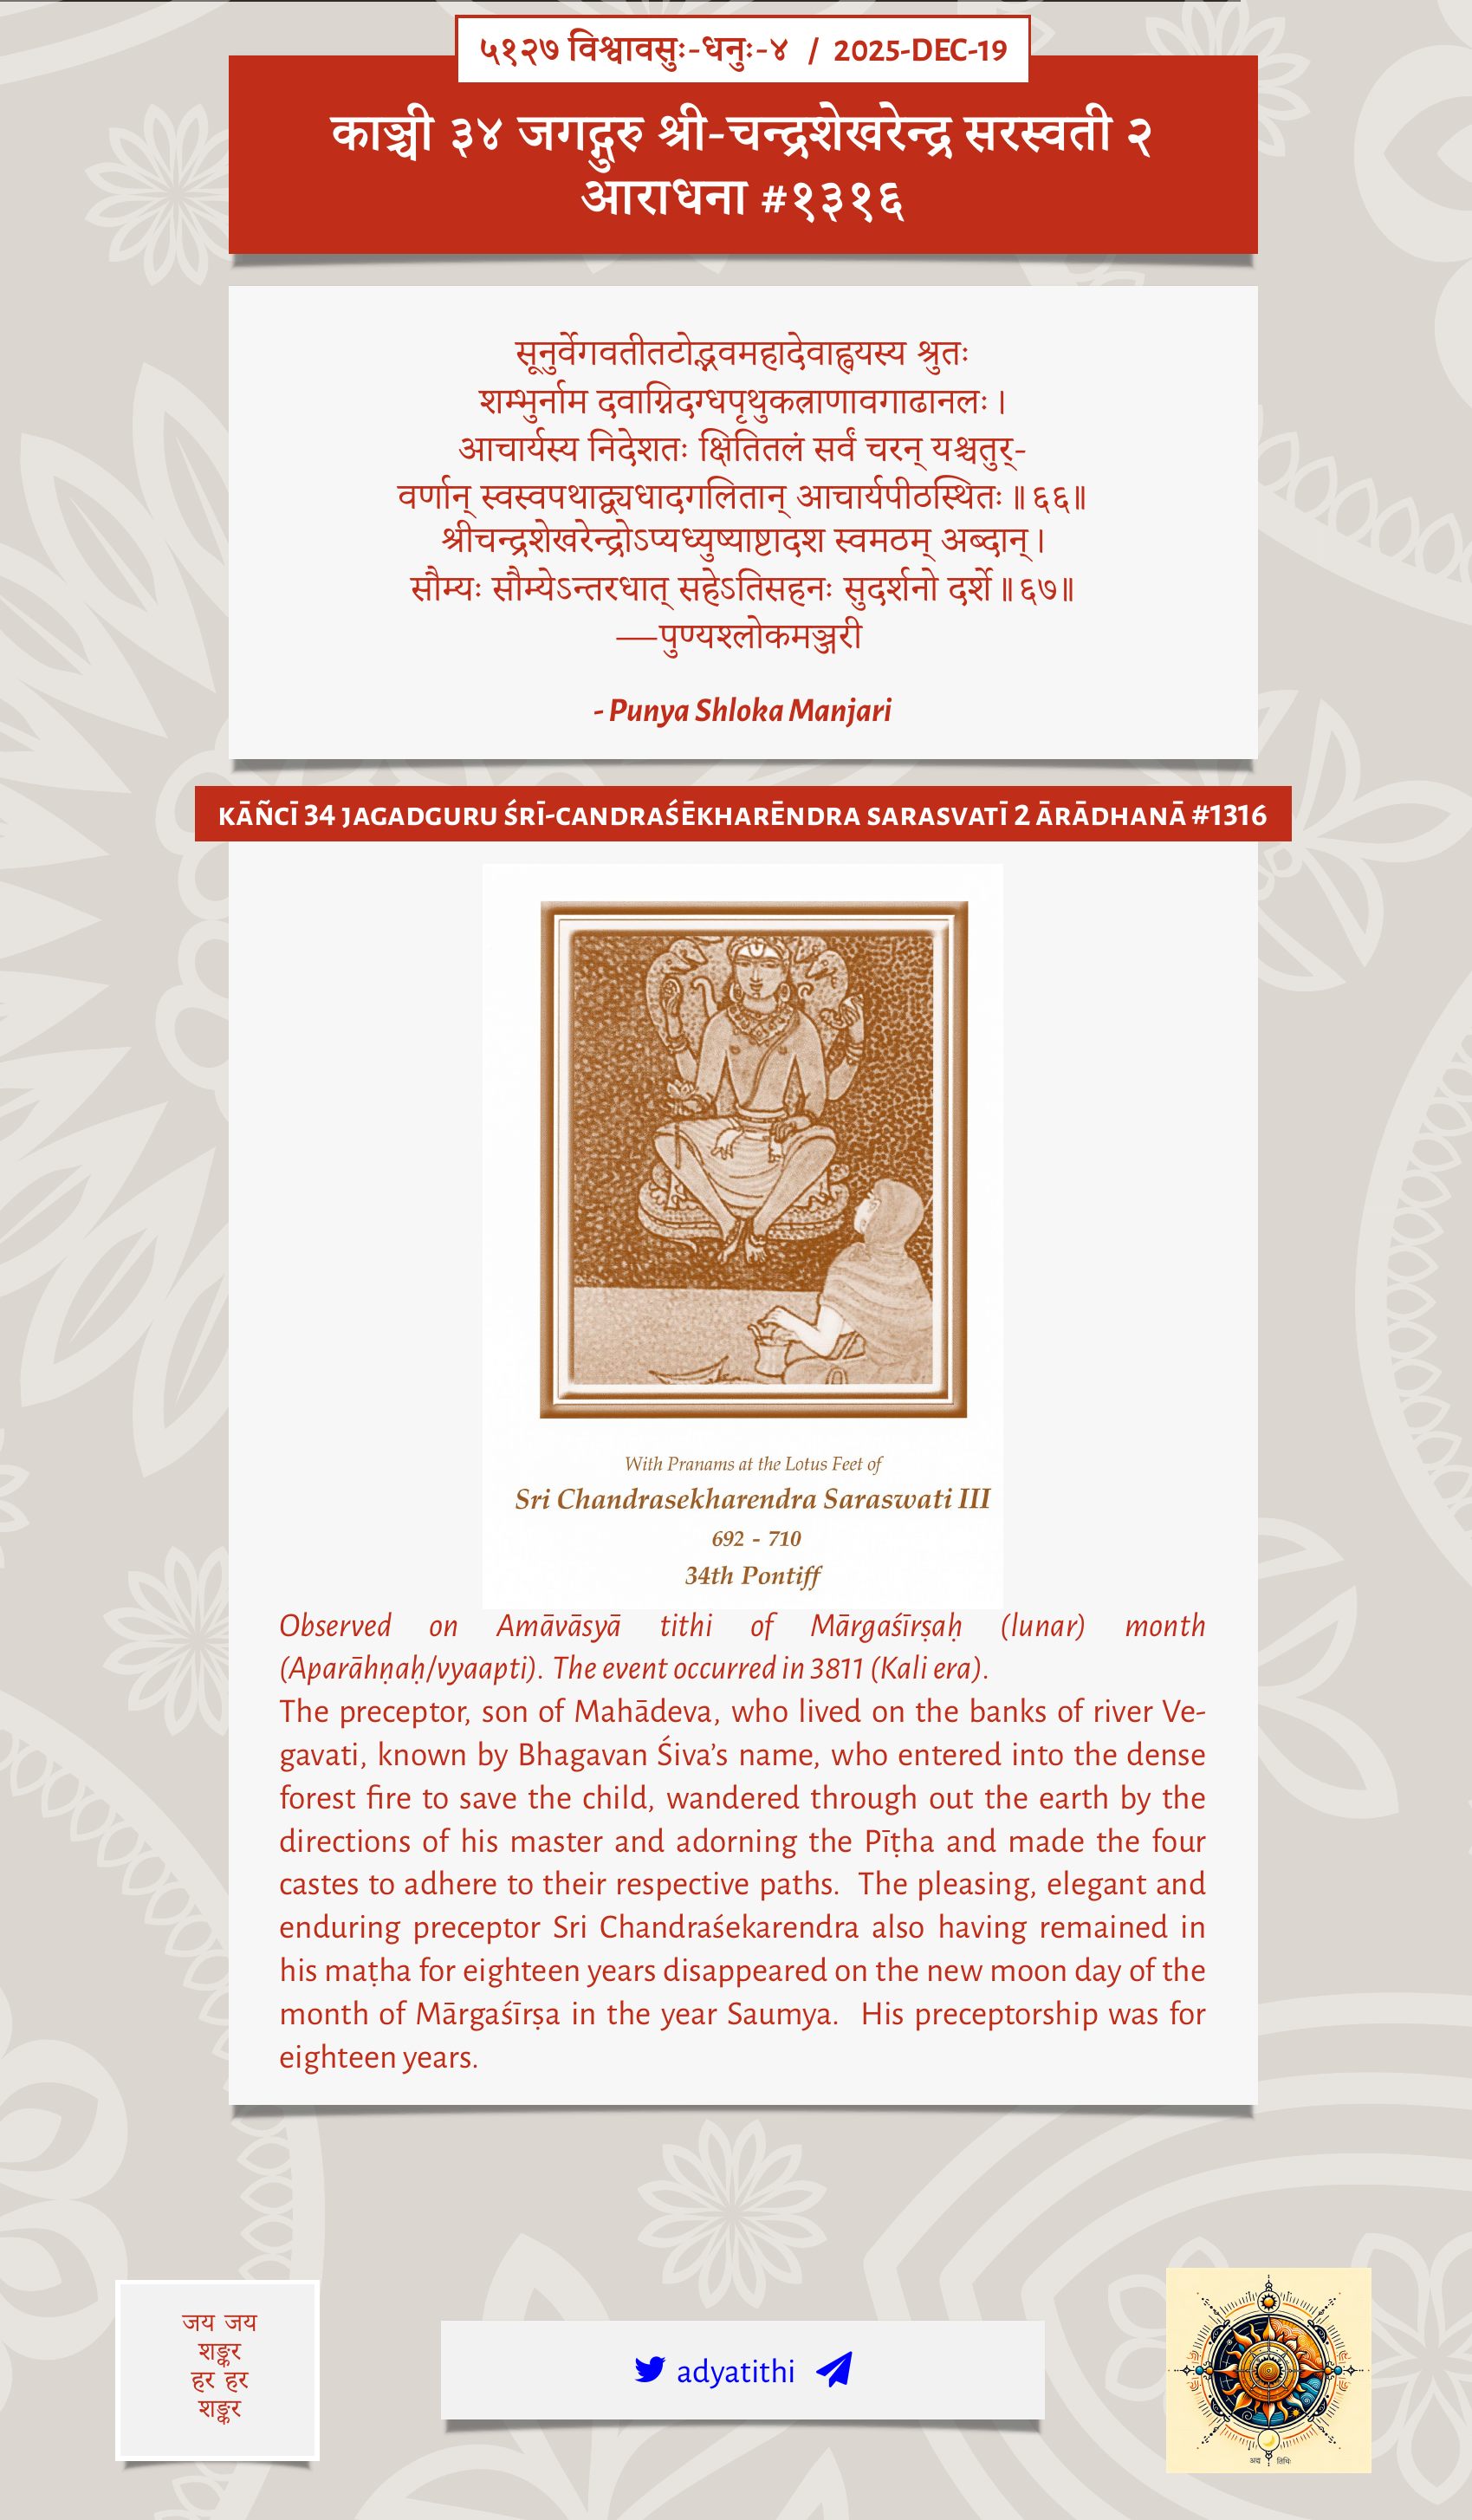 ५१२७ विश्वावसुः-धनुः-४ / 2025-DEC-19
काञ्ची ३४ जगद्गुरु श्री-चन्द्रशेखरेन्द्र सरस्वती २
आराधना #१३१६
सूनुर्वेगवतीतटोद्भवमहादेवाह्वयस्य श्रुतः
शम्भुर्नाम दवाग्निदग्धपृथुकत्राणावगाढानलः।
आचार्यस्य निदेशतः क्षितितलं सर्वं चरन् यश्चतुर्-
वर्णान् स्वस्वपथाद्व्यधादगलितान् आचार्यपीठस्थितः॥६६॥
श्रीचन्द्रशेखरेन्द्रोऽप्यध्युष्याष्टादश स्वमठम् अब्दान्।
सौम्यः सौम्येऽन्तरधात् सहेऽतिसहनः सुदर्शनो दर्शे॥६७॥
—पुण्यश्लोकमञ्जरी
- Punya Shloka Manjari
KĀÑCĪ 34 JAGADGURU ŚRĪ-CANDRAŚĒKHARĒNDRA SARASVATĪ 2 ĀRĀDHANĀ #1316
With Pranams at the Lotus Feet of
Sri Chandrasekharendra Saraswati III
692 - 710
34th Pontiff
Observed on Amāvāsyā tithi of Mārgaśīrṣaḥ (lunar) month
(Aparāhṇaḥ/vyaapti). The event occurred in 3811 (Kali era).
The preceptor, son of Mahādeva, who lived on the banks of river Ve-
gavati, known by Bhagavan Śiva's name, who entered into the dense
forest fire to save the child, wandered through out the earth by the
directions of his master and adorning the Pīṭha and made the four
castes to adhere to their respective paths. The pleasing, elegant and
enduring preceptor Sri Chandraśekarendra also having remained in
his maṭha for eighteen years disappeared on the new moon day of the
month of Mārgaśīrṣa in the year Saumya. His preceptorship was for
eighteen years.
जय जय
शङ्कर
हर हर
शङ्कर
adyatithi
अद्य तिथिः